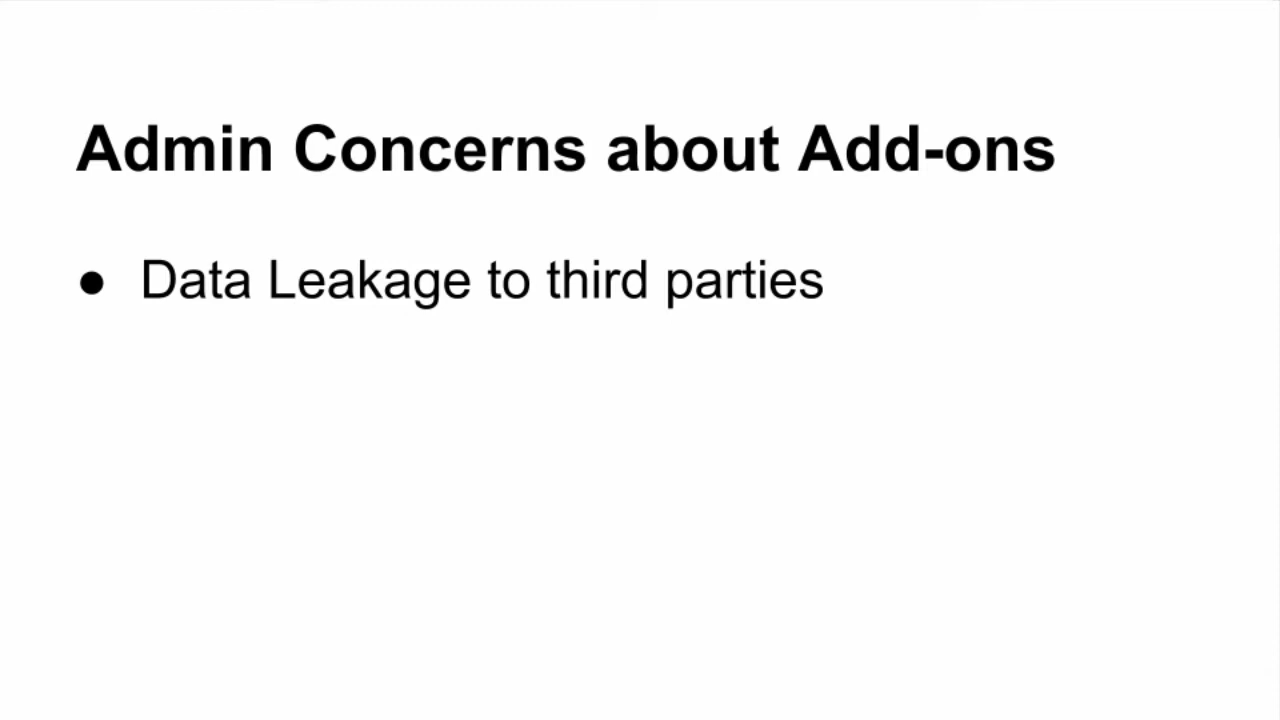 Admin Concerns about Add-ons
● Data Leakage to third parties